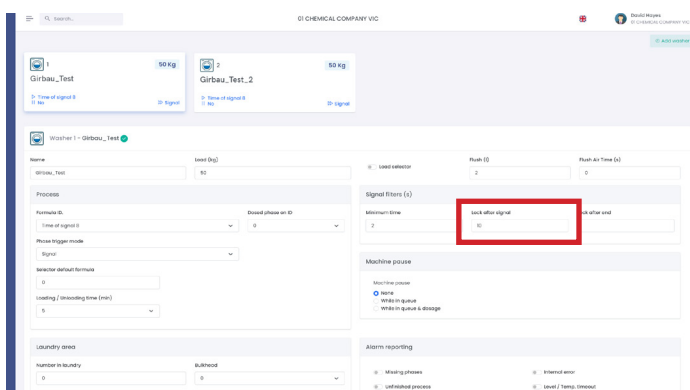 Search...
01 CHEMICAL COMPANY VIC
David Hayes
01 CHEMICAL COMPANY VIC
Add washer
1
50 Kg
Girbau_Test
Time of signal 8
No
Signal
2
50 Kg
Girbau_Test_2
Time of signal 8
No
Signal
Washer 1 - Girbau_Test
Name
Load (kg)
Load selector
Flush (l)
Flush Air Time (s)
Girbau_Test
50
2
0
Process
Signal filters (s)
Formula ID.
Dosed phase on ID
Minimum time
Lock after signal
ck after end
Time of signal 8
0
2
10
Phase trigger mode
Signal
Machine pause
Selector default formula
0
Machine pause
None
While in queue
While in queue & dosage
Loading / Unloading time (min)
5
Laundry area
Alarm reporting
Number in laundry
Bulkhead
0
0
Missing phases
Internal error
Unfinished process
Level / Temp. timeout